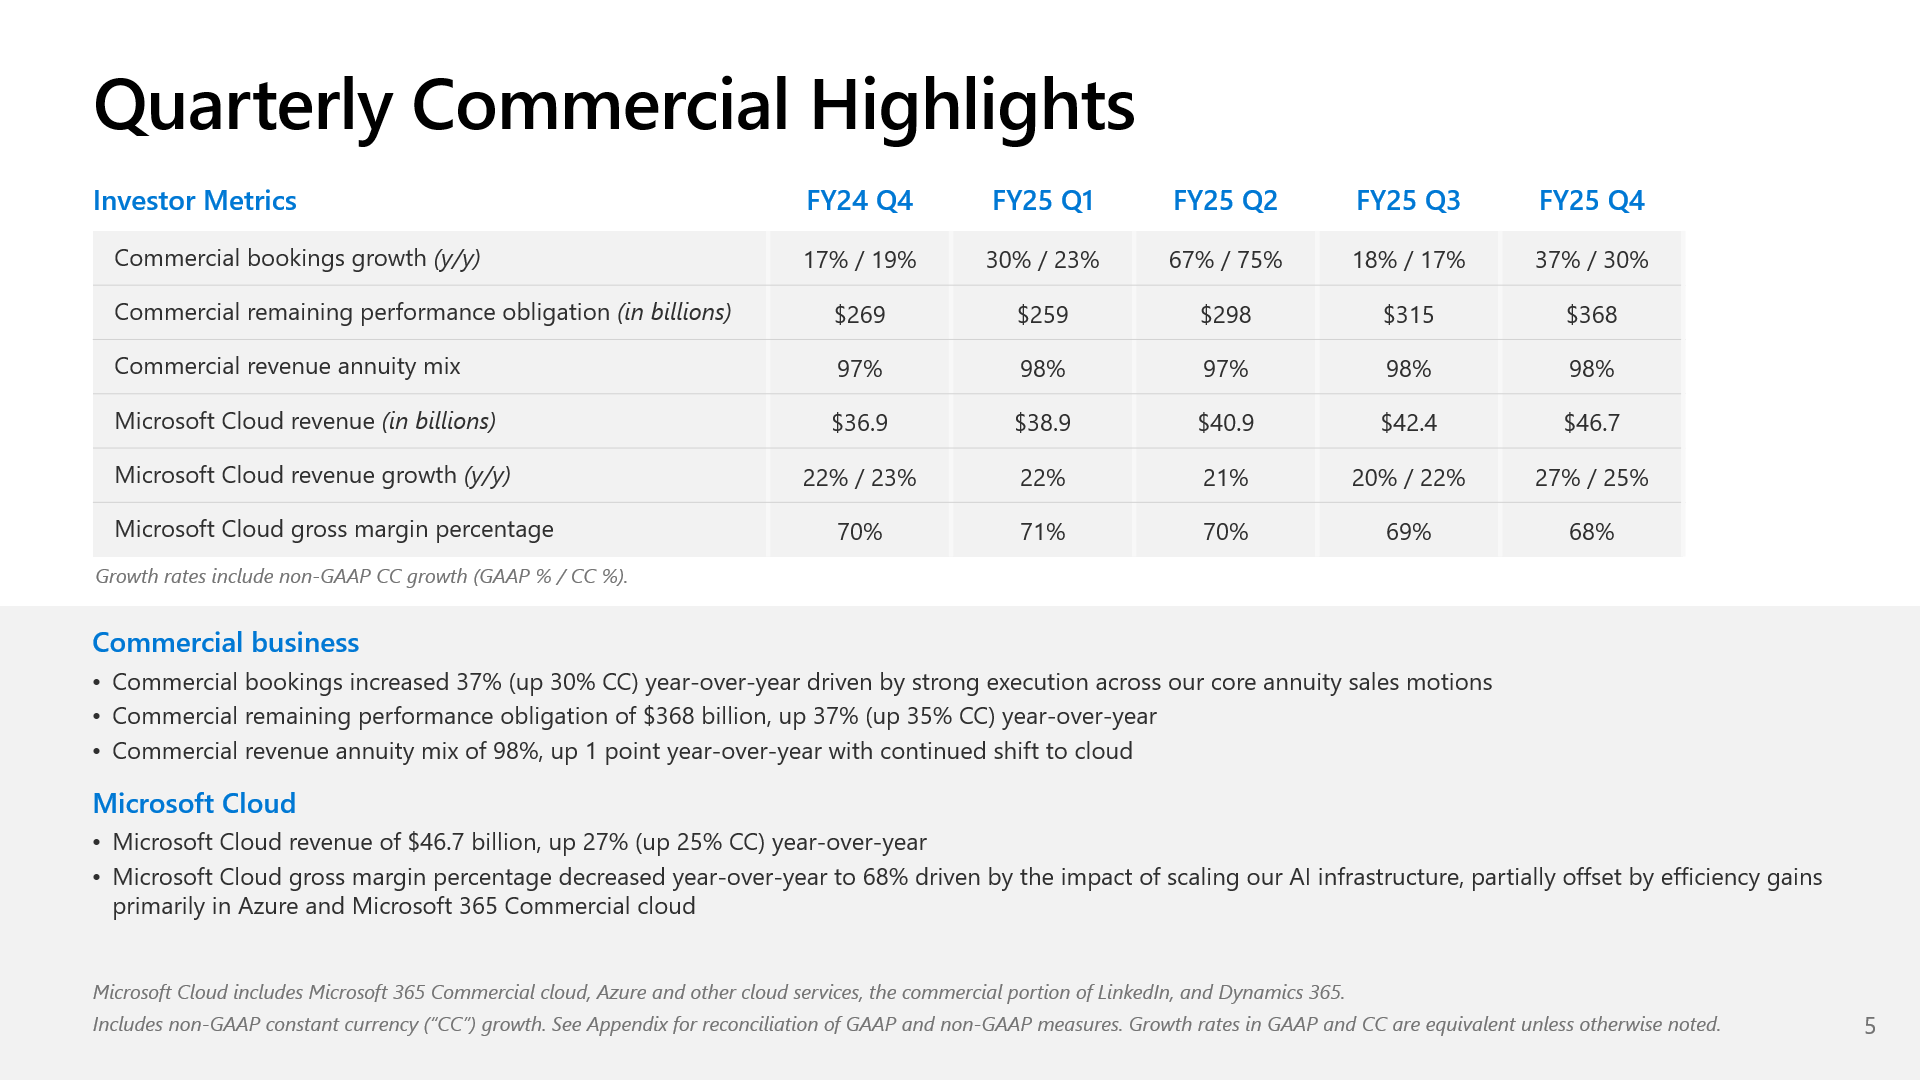 Quarterly Commercial Highlights
Investor Metrics FY24 Q4 FY25 Q1 FY25 Q2 FY25 Q3 FY25 Q4
Commercial bookings growth (y/y) 17% / 19% 30% / 23% 67% / 75% 18% / 17% 37% / 30%
Commercial remaining performance obligation (in billions) $269 $259 $298 $315 $368
Commercial revenue annuity mix 97% 98% 97% 98% 98%
Microsoft Cloud revenue (in billions) $36.9 $38.9 $40.9 $42.4 $46.7
Microsoft Cloud revenue growth (y/y) 22% / 23% 22% 21% 20% / 22% 27% / 25%
Microsoft Cloud gross margin percentage 70% 71% 70% 69% 68%
Growth rates include non-GAAP CC growth (GAAP % / CC %).
Commercial business
• Commercial bookings increased 37% (up 30% CC) year-over-year driven by strong execution across our core annuity sales motions
• Commercial remaining performance obligation of $368 billion, up 37% (up 35% CC) year-over-year
• Commercial revenue annuity mix of 98%, up 1 point year-over-year with continued shift to cloud
Microsoft Cloud
• Microsoft Cloud revenue of $46.7 billion, up 27% (up 25% CC) year-over-year
• Microsoft Cloud gross margin percentage decreased year-over-year to 68% driven by the impact of scaling our AI infrastructure, partially offset by efficiency gains
primarily in Azure and Microsoft 365 Commercial cloud
Microsoft Cloud includes Microsoft 365 Commercial cloud, Azure and other cloud services, the commercial portion of LinkedIn, and Dynamics 365.
Includes non-GAAP constant currency (“CC”) growth. See Appendix for reconciliation of GAAP and non-GAAP measures. Growth rates in GAAP and CC are equivalent unless otherwise noted.
5